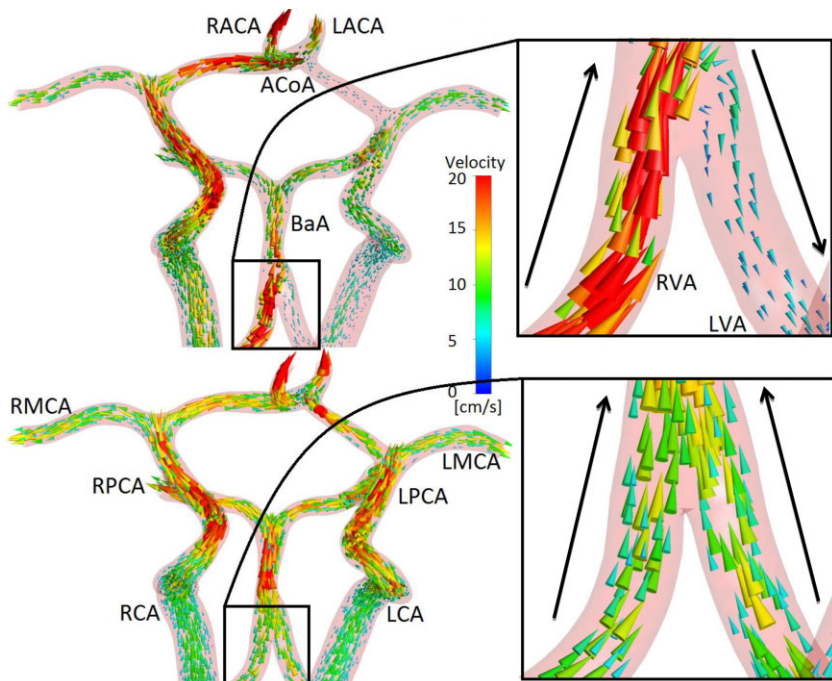 RACA LACA
ACoA
BaA
Velocity
20
15
10
5
0
[cm/s]
RVA
LVA
RMCA
LMCA
RPCA
LPCA
RCA
LCA